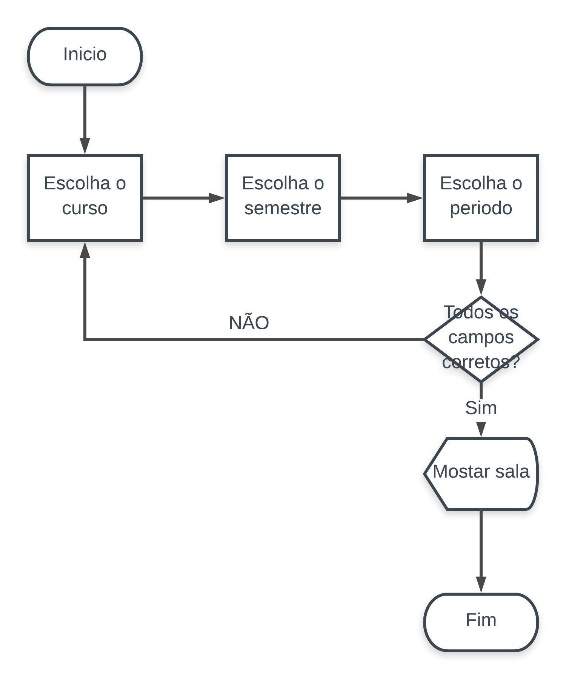 Inicio
Escolha o
curso
Escolha o
semestre
Escolha o
periodo
Todos os
campos
corretos?
NÃO
Sim
Mostar sala
Fim